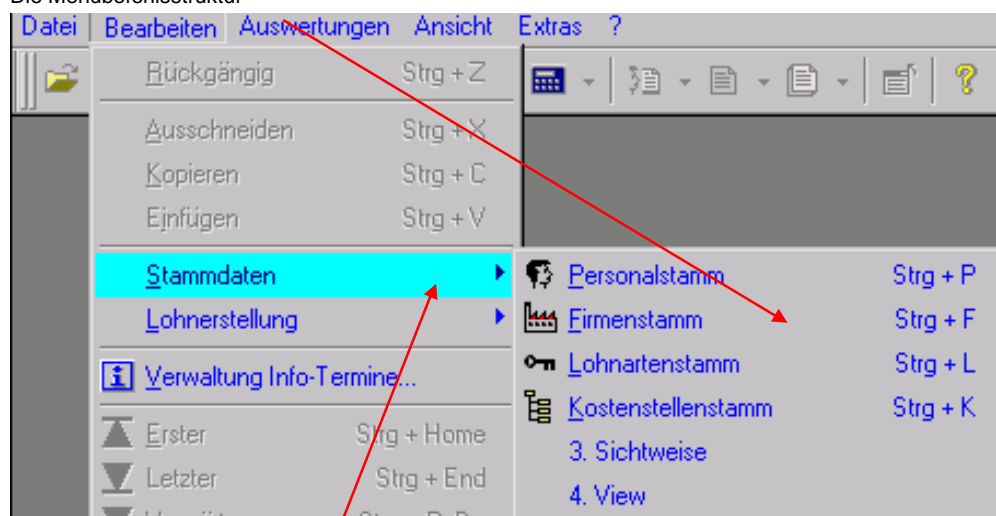 Datei Bearbeiten Auswertungen Ansicht Extras ?
Rückgängig Strg + Z
Ausschneiden Strg + X
Kopieren Strg + C
Einfügen Strg + V
Stammdaten
Lohnerstellung
Verwaltung Info-Termine...
Erster Strg + Home
Letzter Strg + End
Personalstamm Strg + P
Firmenstamm Strg + F
Lohnartenstamm Strg + L
Kostenstellenstamm Strg + K
3. Sichtweise
4. View